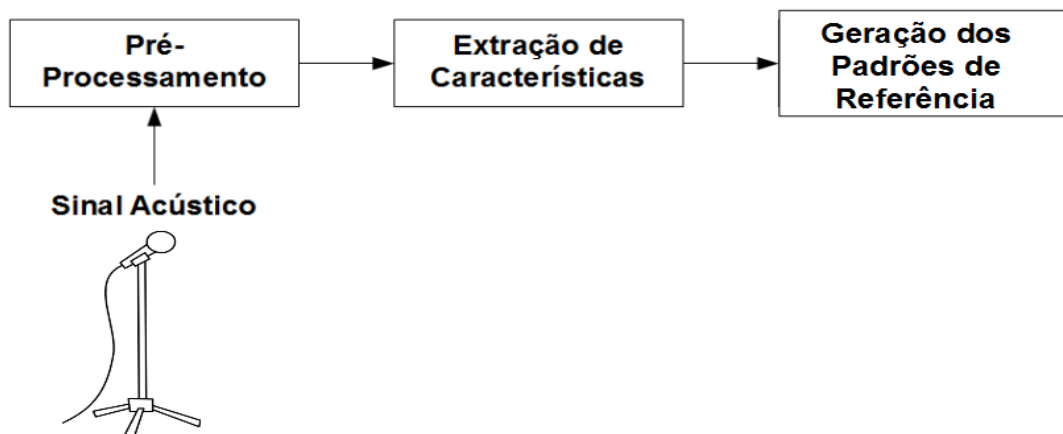 Pré-
Processamento
Extração de
Características
Geração dos
Padrões de
Referência
Sinal Acústico